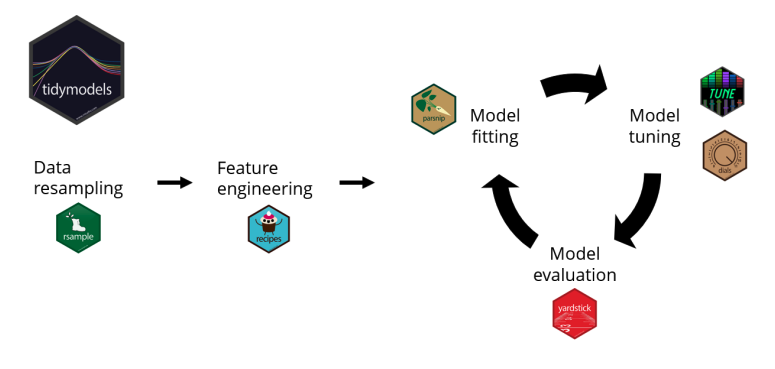 tidymodels
Data
resampling
rsample
Feature
engineering
recipes
parsnip
Model
fitting
Model
tuning
TUNE
dials
Model
evaluation
yardstick